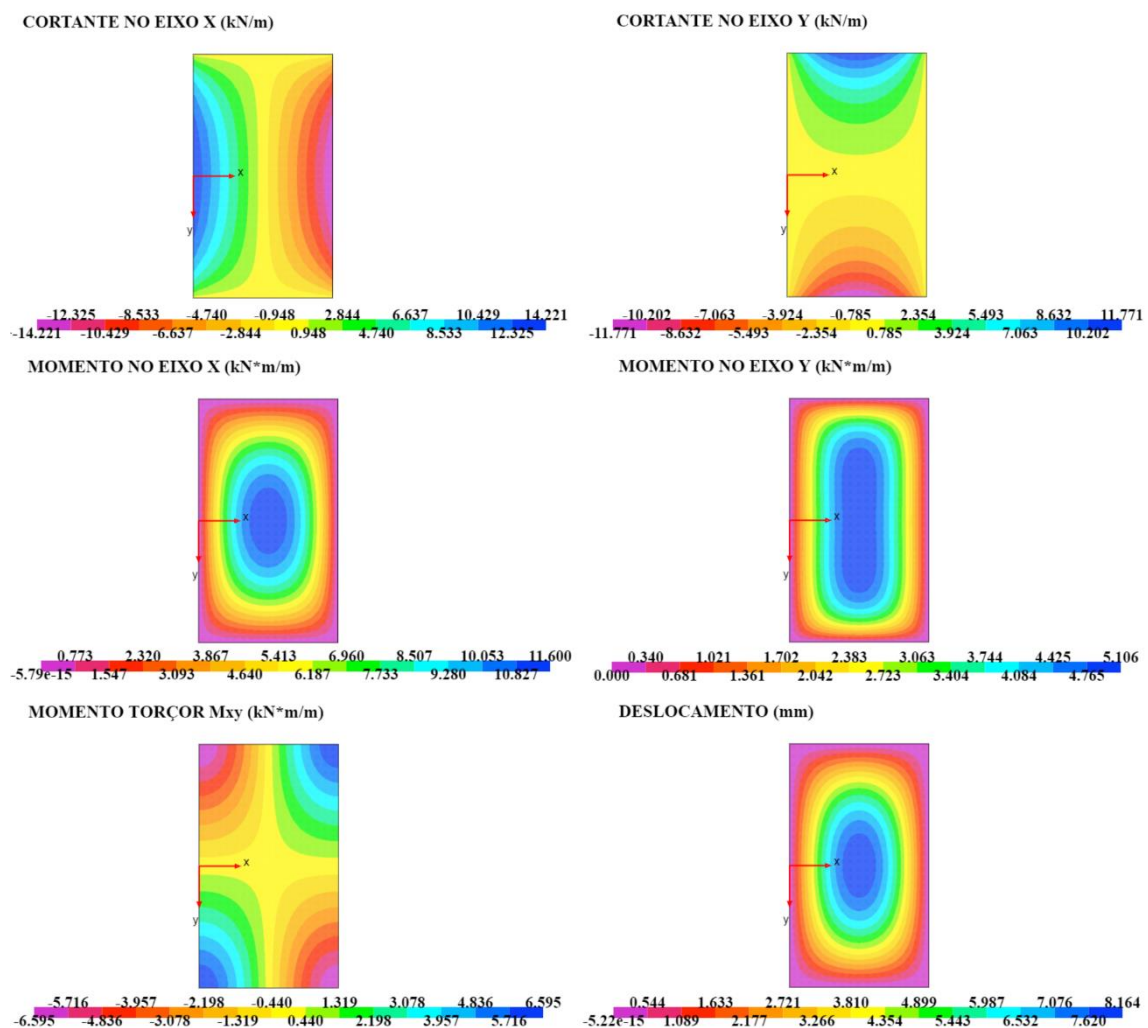 CORTANTE NO EIXO X (kN/m)
x
y
-12.325 -8.533 -4.740 -0.948 2.844 6.637 10.429 14.221
-14.221 -10.429 -6.637 -2.844 0.948 4.740 8.533 12.325
CORTANTE NO EIXO Y (kN/m)
x
y
-10.202 -7.063 -3.924 -0.785 2.354 5.493 8.632 11.771
-11.771 -8.632 -5.493 -2.354 0.785 3.924 7.063 10.202
MOMENTO NO EIXO X (kN*m/m)
x
y
0.773 2.320 3.867 5.413 6.960 8.507 10.053 11.600
-5.79e-15 1.547 3.093 4.640 6.187 7.733 9.280 10.827
MOMENTO NO EIXO Y (kN*m/m)
x
y
0.340 1.021 1.702 2.383 3.063 3.744 4.425 5.106
0.000 0.681 1.361 2.042 2.723 3.404 4.084 4.765
MOMENTO TORÇOR Mxy (kN*m/m)
x
y
-5.716 -3.957 -2.198 -0.440 1.319 3.078 4.836 6.595
-6.595 -4.836 -3.078 -1.319 0.440 2.198 3.957 5.716
DESLOCAMENTO (mm)
x
y
0.544 1.633 2.721 3.810 4.899 5.987 7.076 8.164
-5.22e-15 1.089 2.177 3.266 4.354 5.443 6.532 7.620